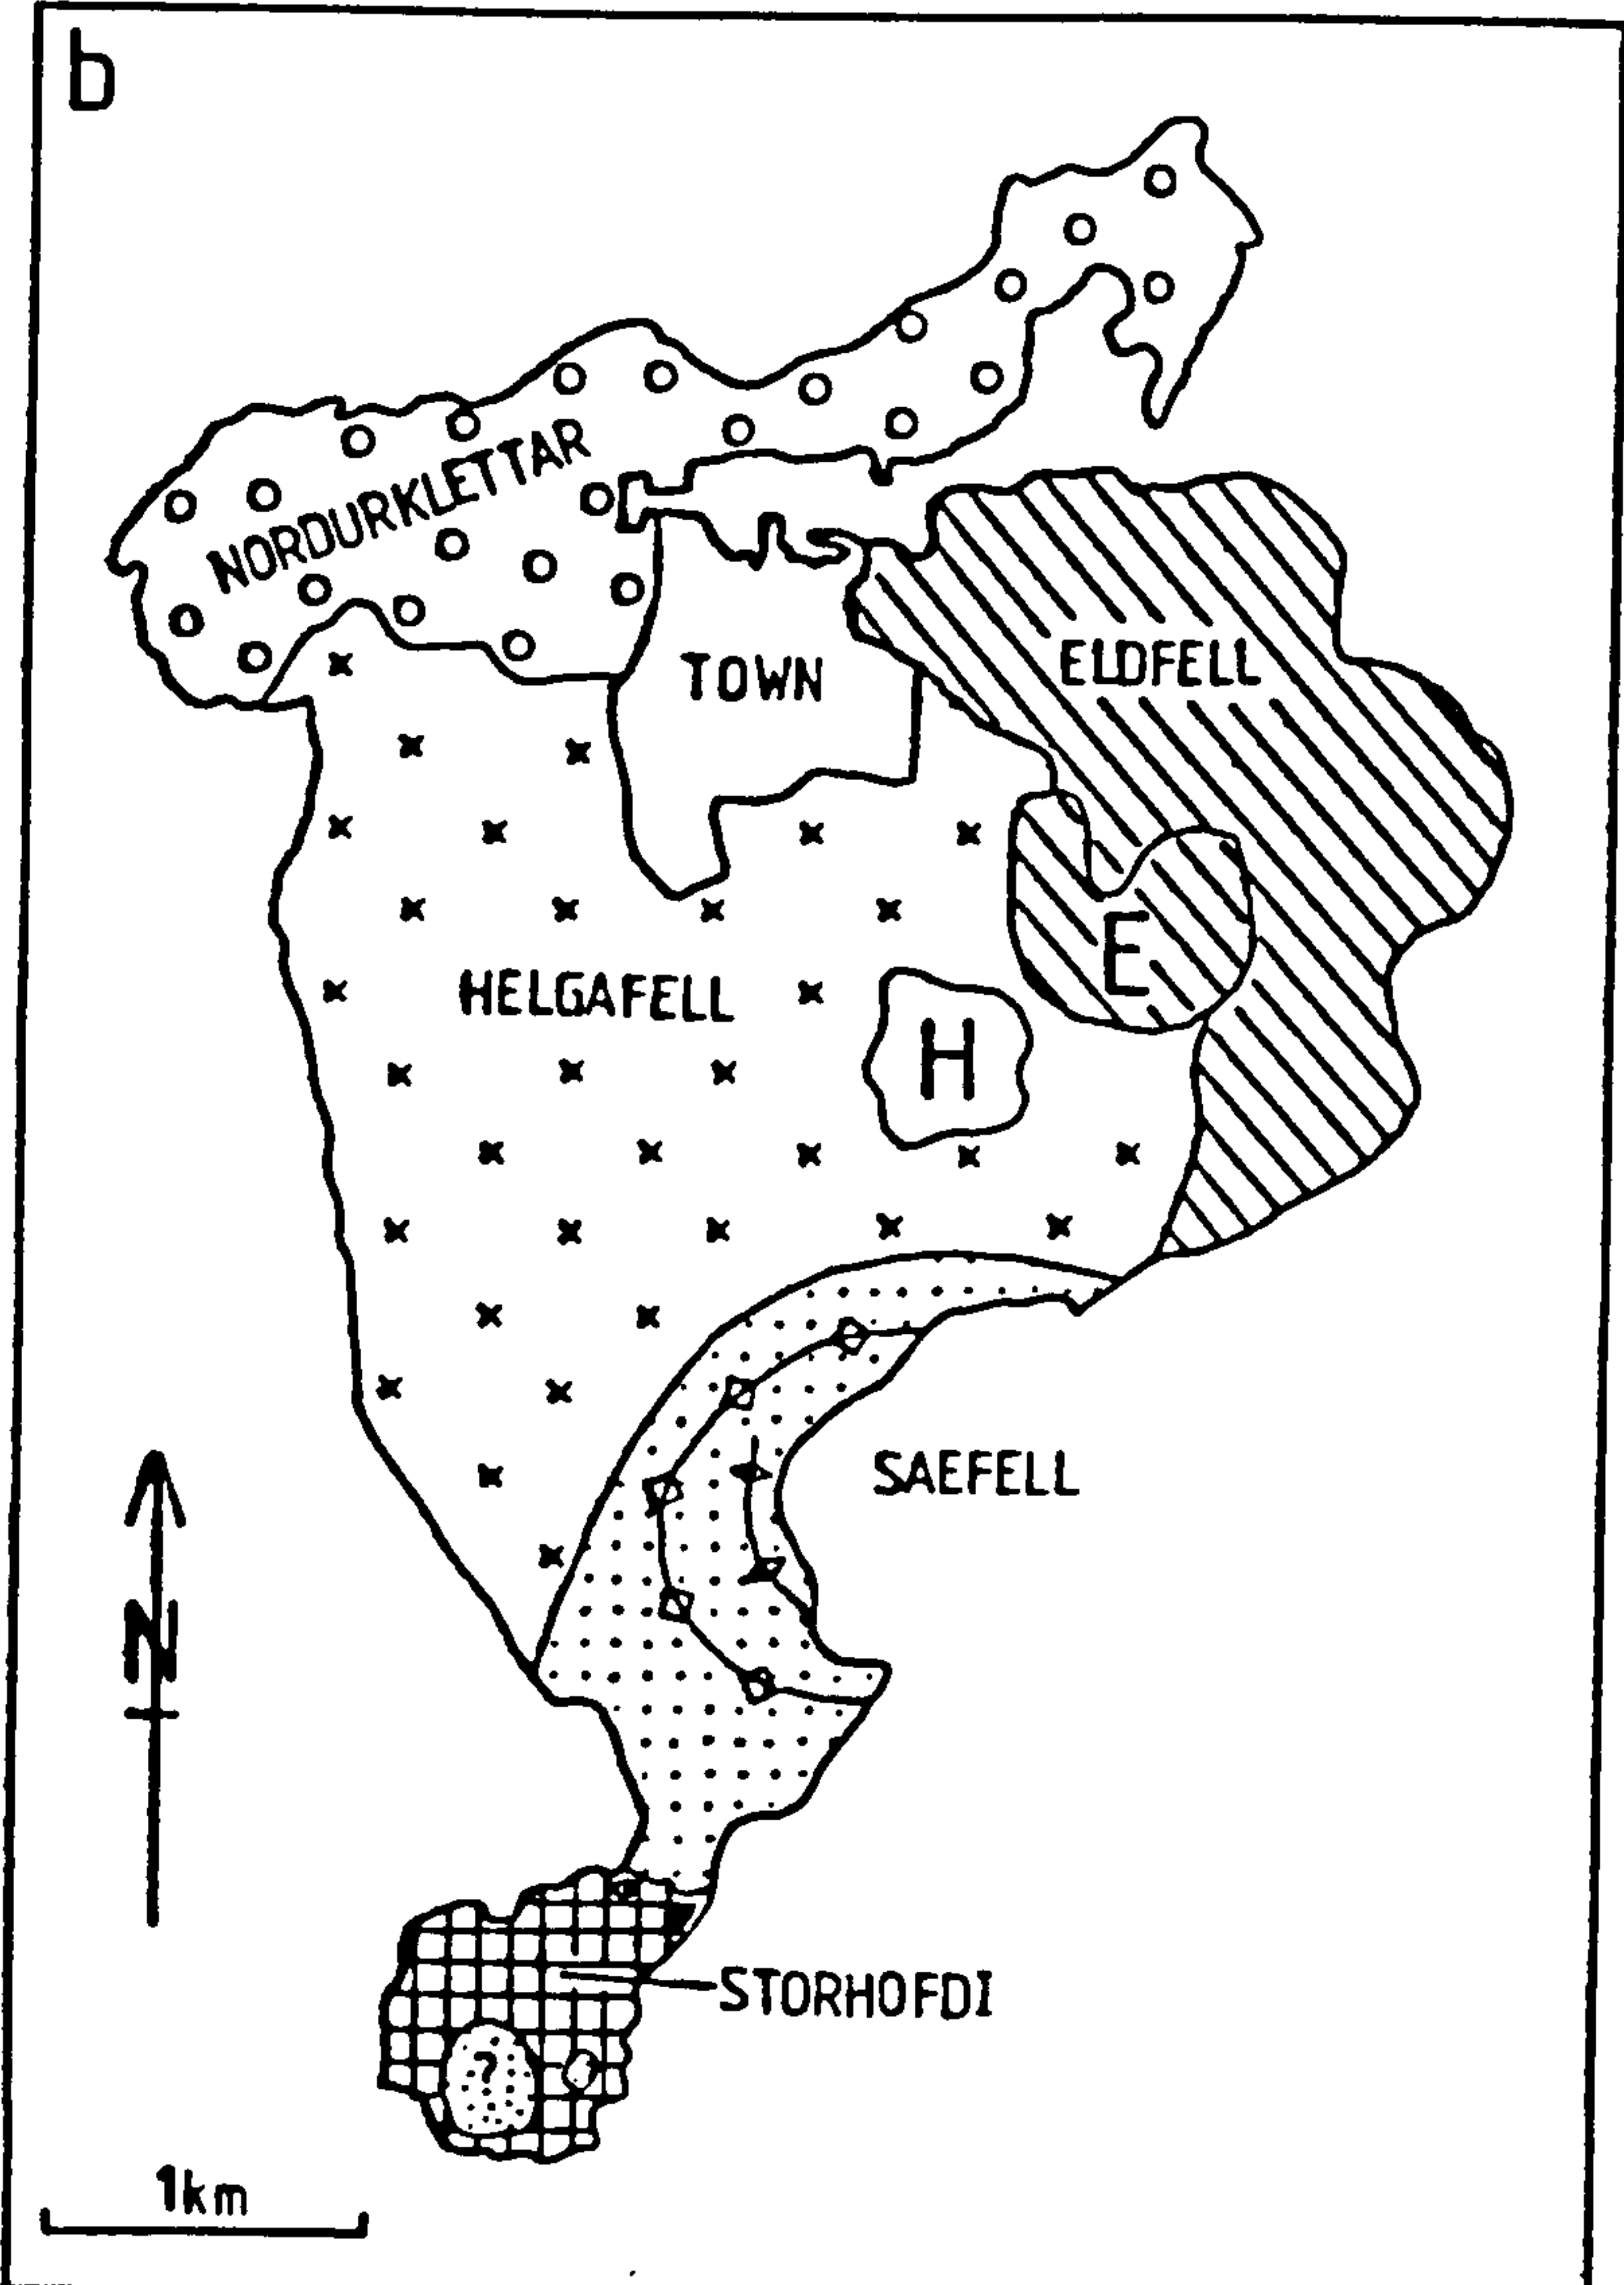 b
NORDURKLETTAR
TOWN
ELDFELL
E
HELGAFELL
H
SAEFELL
N
STORHOFDI
?
1km